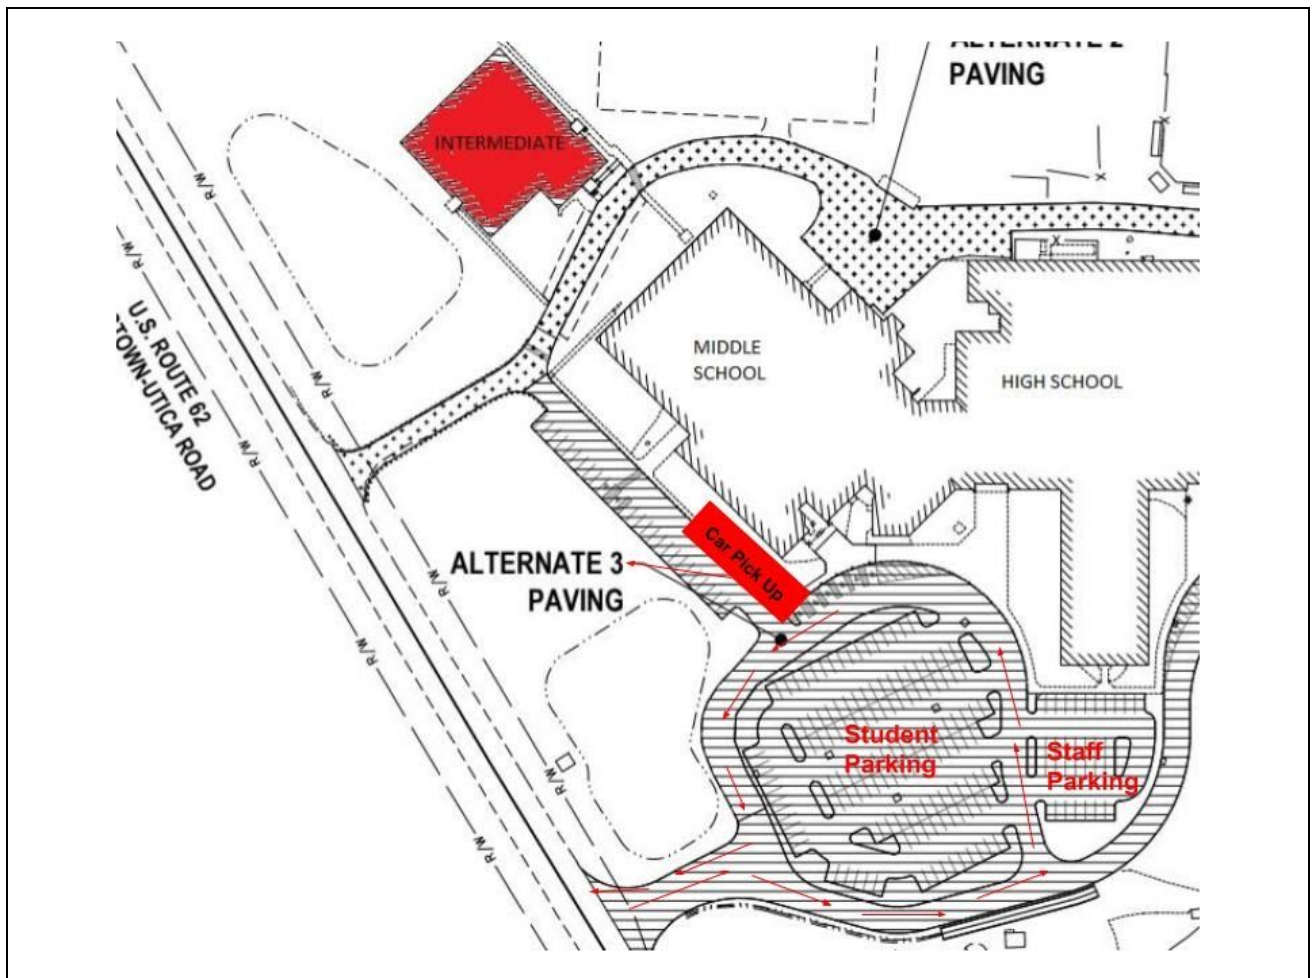 ALTERNATE 2
PAVING
INTERMEDIATE
R/W
R/W
R/W
R/W
U.S. ROUTE 62
TOWN-UTICA ROAD
MIDDLE
SCHOOL
HIGH SCHOOL
R/W
R/W
R/W
R/W
Car Pick Up
ALTERNATE 3
PAVING
R/W
R/W
R/W
R/W
R/W
Student
Parking
Staff
Parking